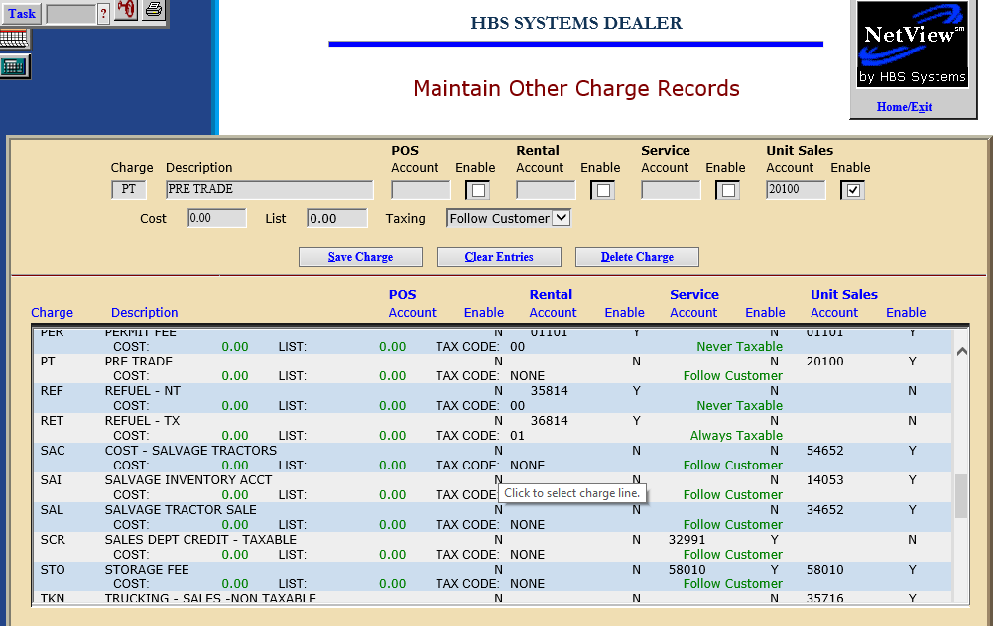 Task ?
HBS SYSTEMS DEALER
NetView℠
by HBS Systems
Maintain Other Charge Records
Home/Exit
POS Rental Service Unit Sales
Charge Description Account Enable Account Enable Account Enable Account Enable
PT PRE TRADE 20100
Cost 0.00 List 0.00 Taxing Follow Customer
Save Charge Clear Entries Delete Charge
POS Rental Service Unit Sales
Charge Description Account Enable Account Enable Account Enable Account Enable
PER PERMIT FEE N 01101 Y N 01101 Y
COST: 0.00 LIST: 0.00 TAX CODE: 00 Never Taxable
PT PRE TRADE N N N 20100 Y
COST: 0.00 LIST: 0.00 TAX CODE: NONE Follow Customer
REF REFUEL - NT N 35814 Y N N
COST: 0.00 LIST: 0.00 TAX CODE: 00 Never Taxable
RET REFUEL - TX N 36814 Y N N
COST: 0.00 LIST: 0.00 TAX CODE: 01 Always Taxable
SAC COST - SALVAGE TRACTORS N N N 54652 Y
COST: 0.00 LIST: 0.00 TAX CODE: NONE Follow Customer
SAI SALVAGE INVENTORY ACCT N N N 14053 Y
COST: 0.00 LIST: 0.00 TAX CODE Click to select charge line. Follow Customer
SAL SALVAGE TRACTOR SALE N N N 34652 Y
COST: 0.00 LIST: 0.00 TAX CODE: NONE Follow Customer
SCR SALES DEPT CREDIT - TAXABLE N N 32991 Y N
COST: 0.00 LIST: 0.00 TAX CODE: NONE Follow Customer
STO STORAGE FEE N N 58010 Y 58010 Y
COST: 0.00 LIST: 0.00 TAX CODE: NONE Follow Customer
TKN TRUCKING - SALES -NON TAXABLE N N N 35716 Y